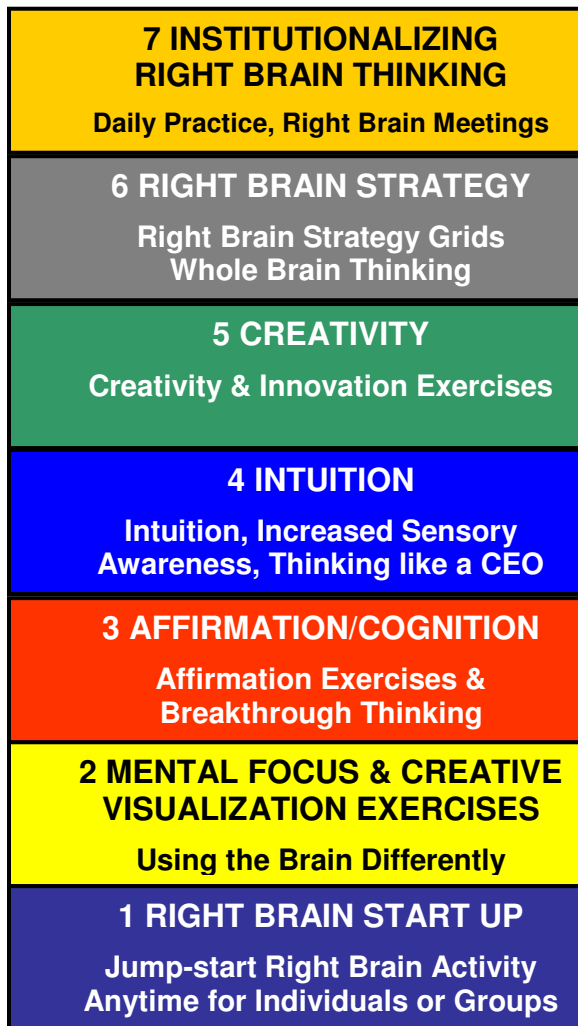 7 INSTITUTIONALIZING
RIGHT BRAIN THINKING
Daily Practice, Right Brain Meetings
6 RIGHT BRAIN STRATEGY
Right Brain Strategy Grids
Whole Brain Thinking
5 CREATIVITY
Creativity & Innovation Exercises
4 INTUITION
Intuition, Increased Sensory
Awareness, Thinking like a CEO
3 AFFIRMATION/COGNITION
Affirmation Exercises &
Breakthrough Thinking
2 MENTAL FOCUS & CREATIVE
VISUALIZATION EXERCISES
Using the Brain Differently
1 RIGHT BRAIN START UP
Jump-start Right Brain Activity
Anytime for Individuals or Groups